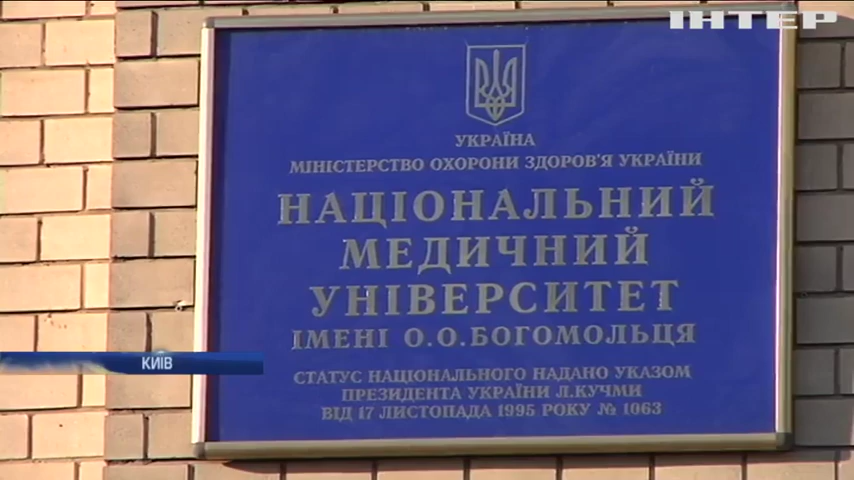 ІНТЕР
УКРАЇНА
МІНІСТЕРСТВО ОХОРОНИ ЗДОРОВ'Я УКРАЇНИ
НАЦІОНАЛЬНИЙ
МЕДИЧНИЙ
УНІВЕРСИТЕТ
ІМЕНІ О.О.БОГОМОЛЬЦЯ
КИЇВ
СТАТУС НАЦІОНАЛЬНОГО НАДАНО УКАЗОМ
ПРЕЗИДЕНТА УКРАЇНИ Л.КУЧМИ
ВІД 17 ЛИСТОПАДА 1995 РОКУ № 1063